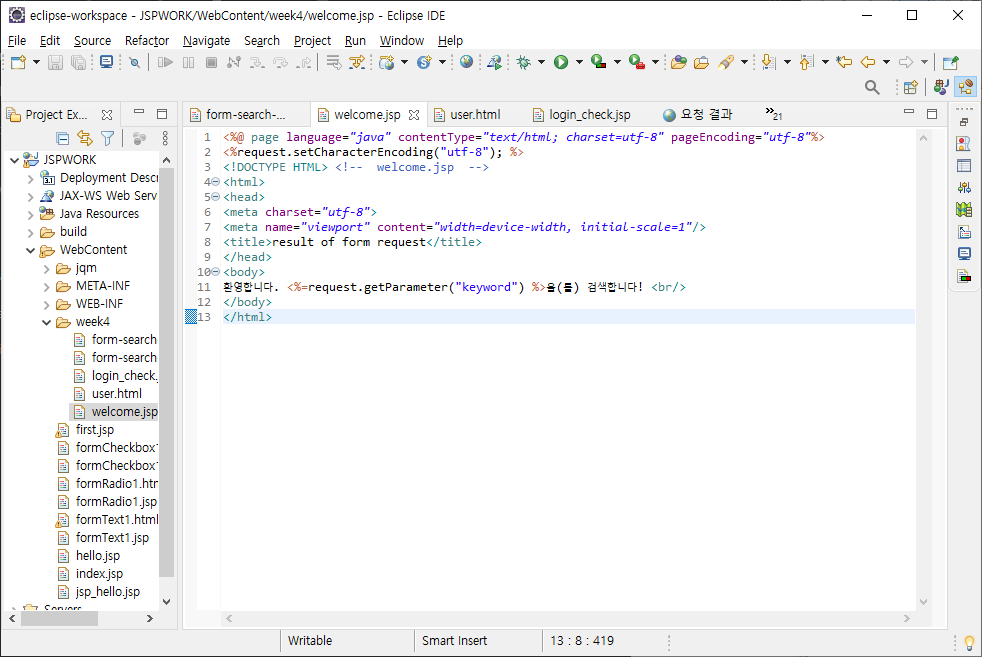 eclipse-workspace - JSPWORK/WebContent/week4/welcome.jsp - Eclipse IDE
File Edit Source Refactor Navigate Search Project Run Window Help
Project Ex...
form-search-... welcome.jsp user.html login_check.jsp 요청 결과 »21
JSPWORK
Deployment Descr
JAX-WS Web Serv
Java Resources
build
WebContent
jqm
META-INF
WEB-INF
week4
form-search
form-search
login_check.
user.html
welcome.jsp
first.jsp
formCheckbox1
formCheckbox1
formRadio1.htm
formRadio1.jsp
formText1.html
formText1.jsp
hello.jsp
index.jsp
jsp_hello.jsp
Servers
1 <%@ page language="java" contentType="text/html; charset=utf-8" pageEncoding="utf-8"%>
2 <%request.setCharacterEncoding("utf-8"); %>
3 <!DOCTYPE HTML> <!--  welcome.jsp  -->
4 <html>
5 <head>
6 <meta charset="utf-8">
7 <meta name="viewport" content="width=device-width, initial-scale=1"/>
8 <title>result of form request</title>
9 </head>
10 <body>
11 환영합니다. <%=request.getParameter("keyword") %>을(를) 검색합니다! <br/>
12 </body>
13 </html>
Writable Smart Insert 13 : 8 : 419